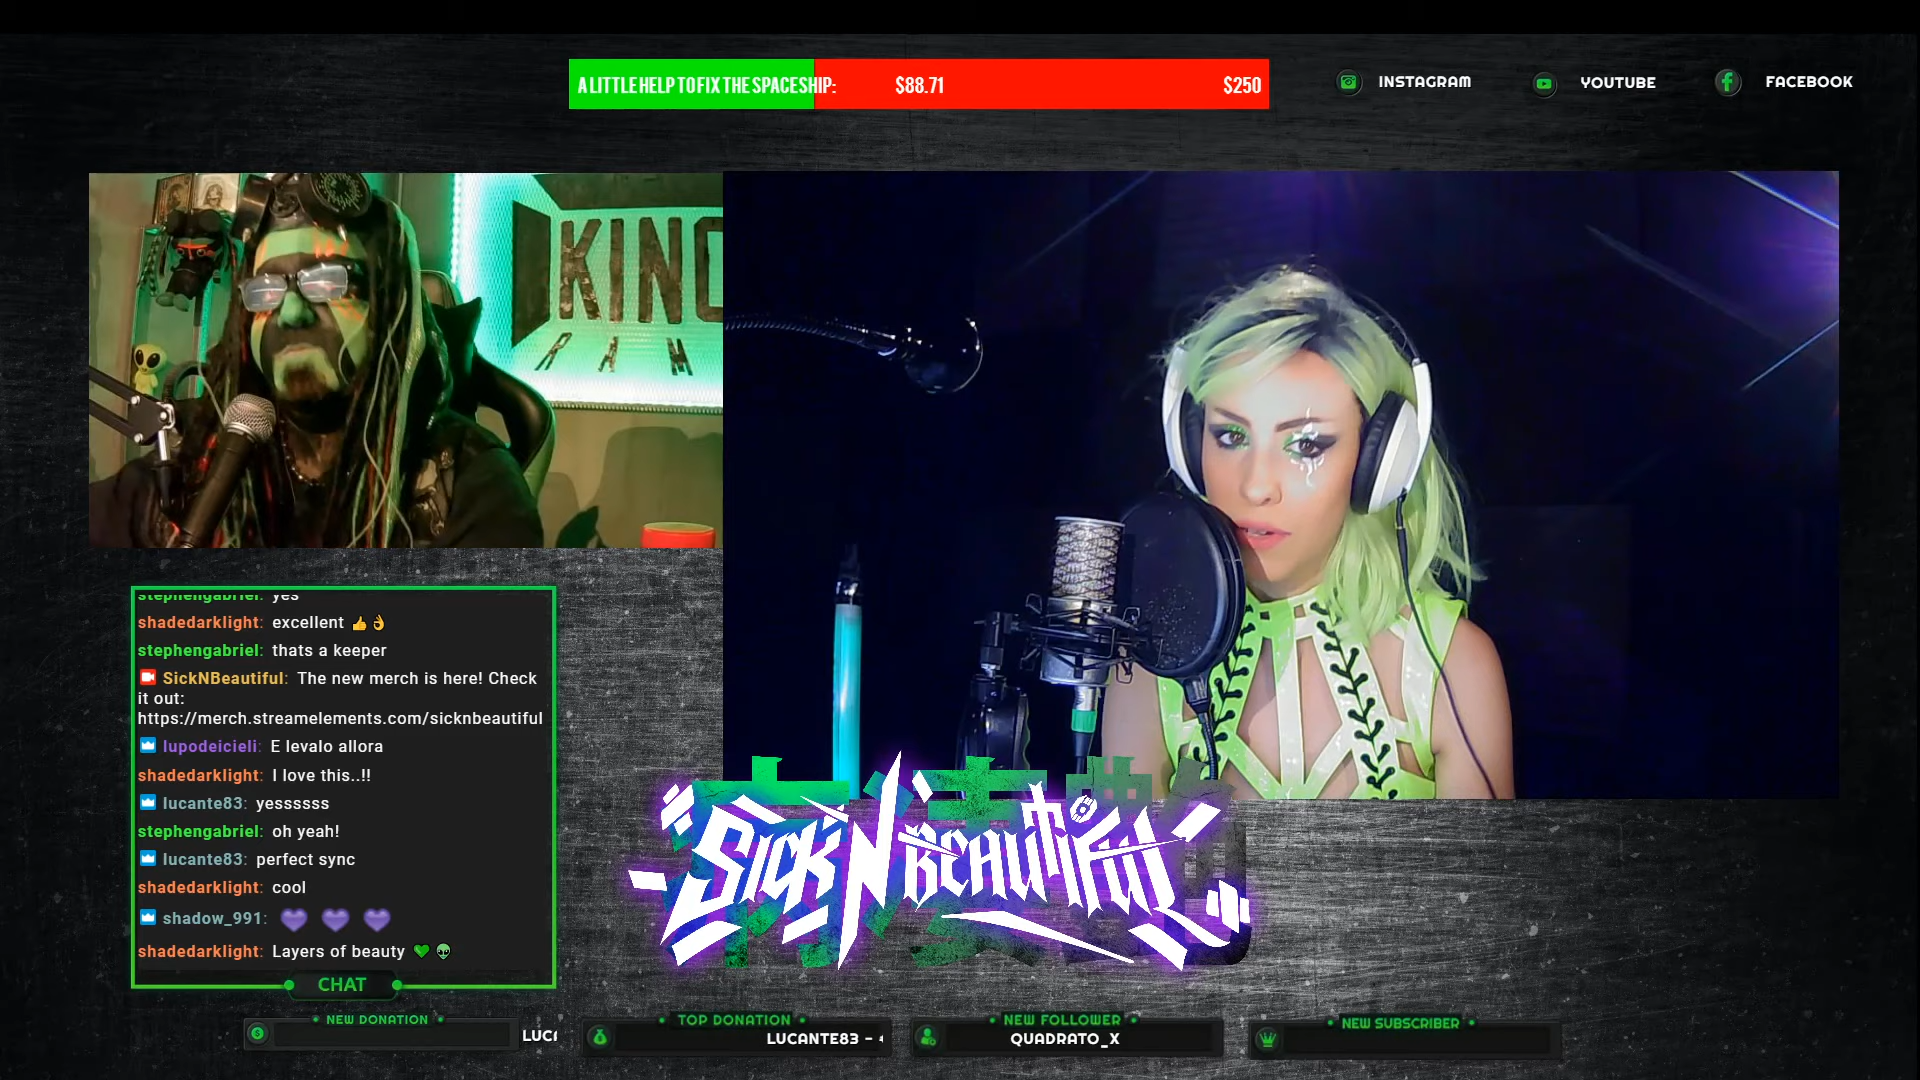 A LITTLE HELP TO FIX THE SPACESHIP: $88.71 $250
INSTAGRAM
YOUTUBE
FACEBOOK
KING
RAM
stephengabriel: yes
shadedarklight: excellent 👍👌
stephengabriel: thats a keeper
SickNBeautiful: The new merch is here! Check
it out:
https://merch.streamelements.com/sicknbeautiful
lupodeicieli: E levalo allora
shadedarklight: I love this..!!
lucante83: yessssss
stephengabriel: oh yeah!
lucante83: perfect sync
shadedarklight: cool
shadow_991: 💜 💜 💜
shadedarklight: Layers of beauty 💚 👽
CHAT
SICK N BEAUTIFUL
NEW DONATION
TOP DONATION
LUCANTE83 -
NEW FOLLOWER
QUADRATO_X
NEW SUBSCRIBER